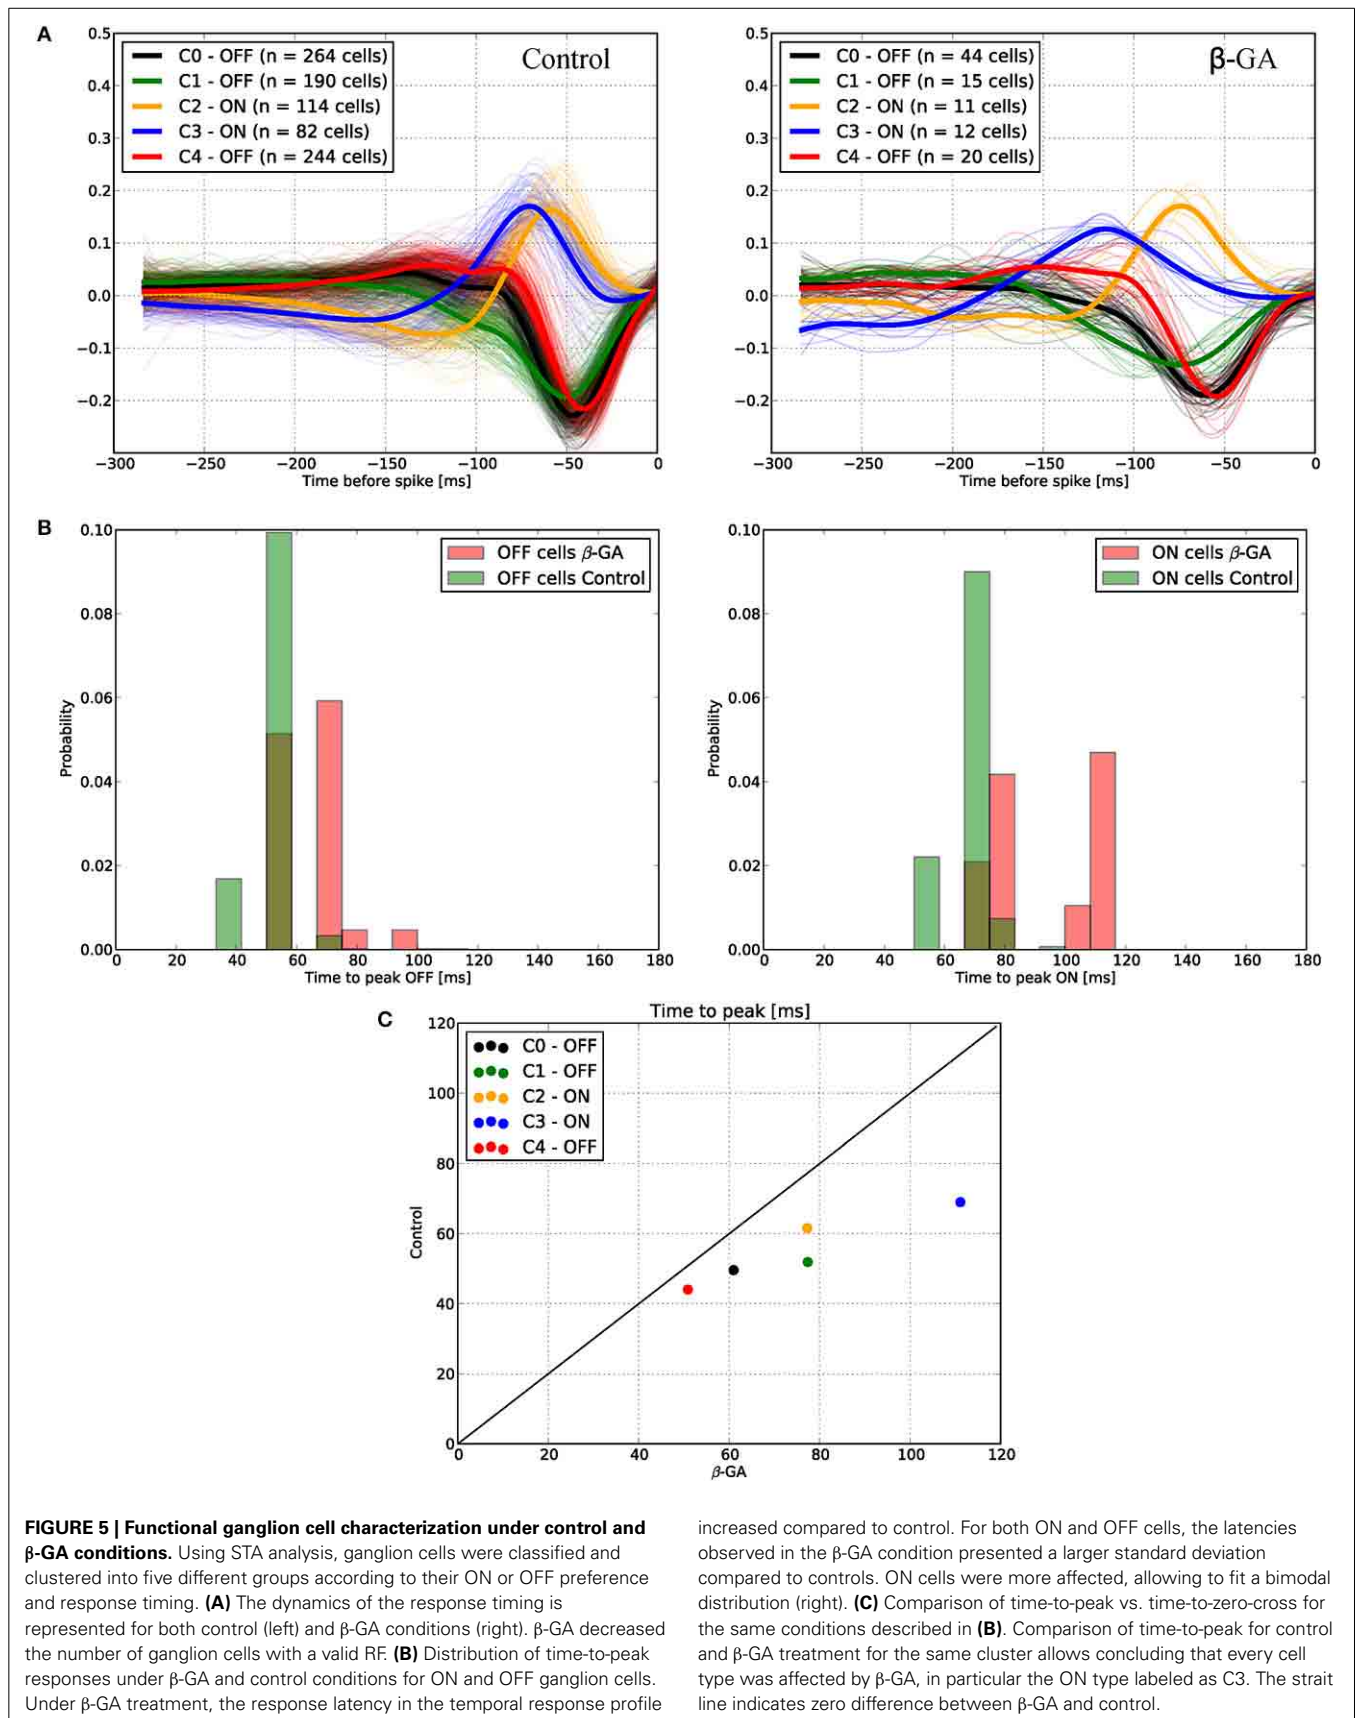 A
0.5
0.4
0.3
0.2
0.1
0.0
−0.1
−0.2
−300
−250
−200
−150
−100
−50
0
Time before spike [ms]
C0 - OFF (n = 264 cells)
C1 - OFF (n = 190 cells)
C2 - ON (n = 114 cells)
C3 - ON (n = 82 cells)
C4 - OFF (n = 244 cells)
Control
0.5
0.4
0.3
0.2
0.1
0.0
−0.1
−0.2
−300
−250
−200
−150
−100
−50
0
Time before spike [ms]
C0 - OFF (n = 44 cells)
C1 - OFF (n = 15 cells)
C2 - ON (n = 11 cells)
C3 - ON (n = 12 cells)
C4 - OFF (n = 20 cells)
β-GA
B
0.10
0.08
0.06
0.04
0.02
0.00
Probability
0
20
40
60
80
100
120
140
160
180
Time to peak OFF [ms]
OFF cells β-GA
OFF cells Control
0.10
0.08
0.06
0.04
0.02
0.00
Probability
0
20
40
60
80
100
120
140
160
180
Time to peak ON [ms]
ON cells β-GA
ON cells Control
C
Time to peak [ms]
120
100
80
60
40
20
0
Control
C0 - OFF
C1 - OFF
C2 - ON
C3 - ON
C4 - OFF
0
20
40
60
80
100
120
β-GA
FIGURE 5 | Functional ganglion cell characterization under control and
β-GA conditions. Using STA analysis, ganglion cells were classified and
clustered into five different groups according to their ON or OFF preference
and response timing. (A) The dynamics of the response timing is
represented for both control (left) and β-GA conditions (right). β-GA decreased
the number of ganglion cells with a valid RF. (B) Distribution of time-to-peak
responses under β-GA and control conditions for ON and OFF ganglion cells.
Under β-GA treatment, the response latency in the temporal response profile
increased compared to control. For both ON and OFF cells, the latencies
observed in the β-GA condition presented a larger standard deviation
compared to controls. ON cells were more affected, allowing to fit a bimodal
distribution (right). (C) Comparison of time-to-peak vs. time-to-zero-cross for
the same conditions described in (B). Comparison of time-to-peak for control
and β-GA treatment for the same cluster allows concluding that every cell
type was affected by β-GA, in particular the ON type labeled as C3. The strait
line indicates zero difference between β-GA and control.